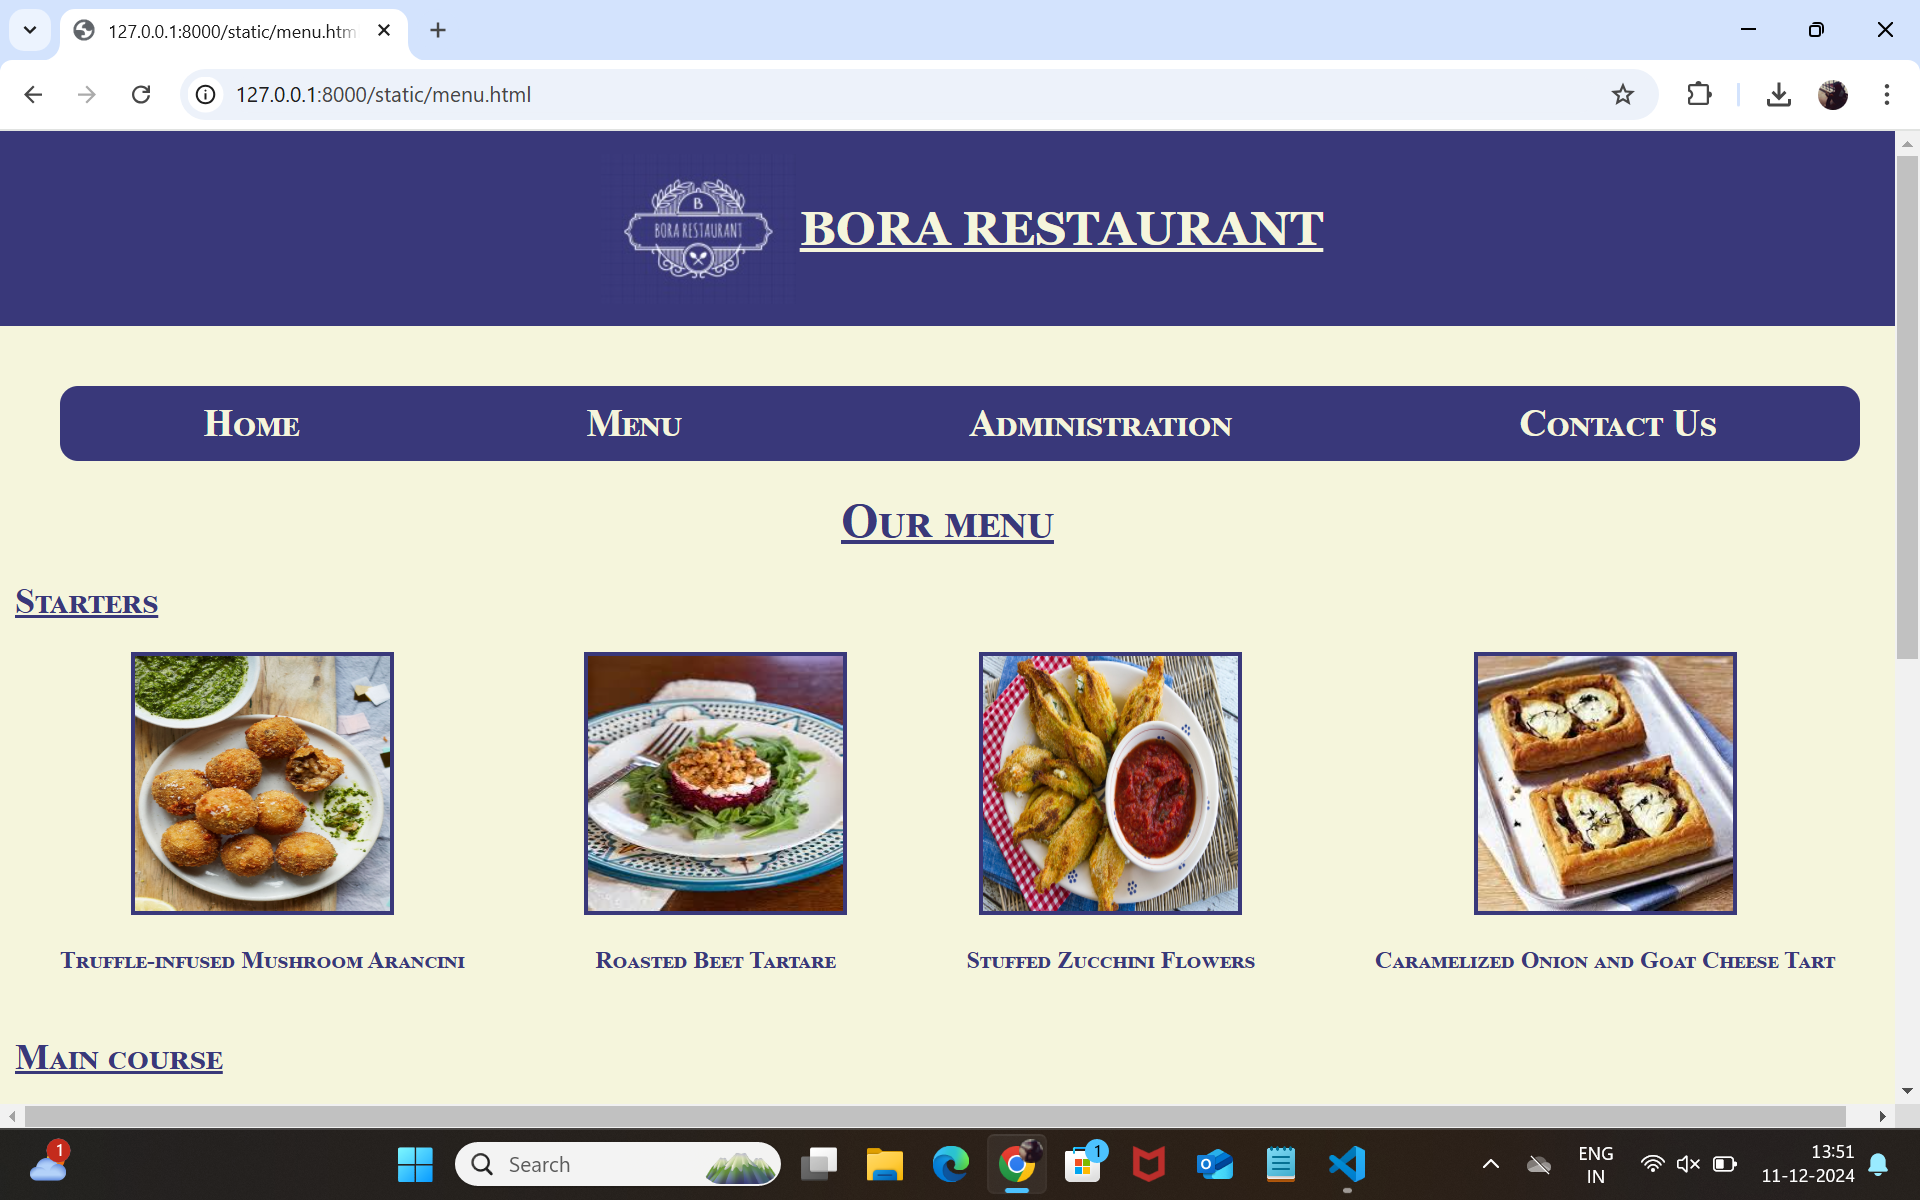 127.0.0.1:8000/static/menu.htm
127.0.0.1:8000/static/menu.html
B
BORA RESTAURANT
BORA RESTAURANT
Home Menu Administration Contact Us
Our menu
Starters
Truffle-infused Mushroom Arancini Roasted Beet Tartare Stuffed Zucchini Flowers Caramelized Onion and Goat Cheese Tart
Main course
1 Search 1 ENG 13:51
IN 11-12-2024